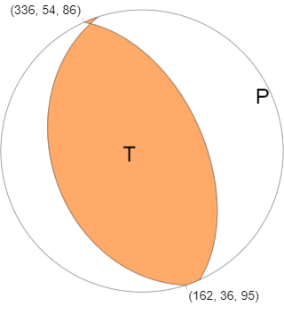 (336, 54, 86)
P
T
(162, 36, 95)